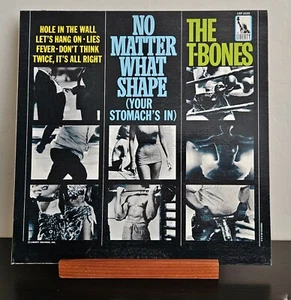 HOLE IN THE WALL
LET'S HANG ON • LIES
FEVER • DON'T THINK
TWICE, IT'S ALL RIGHT
NO
MATTER
WHAT
SHAPE
(YOUR
STOMACH'S IN)
THE
T-BONES
LIBERTY